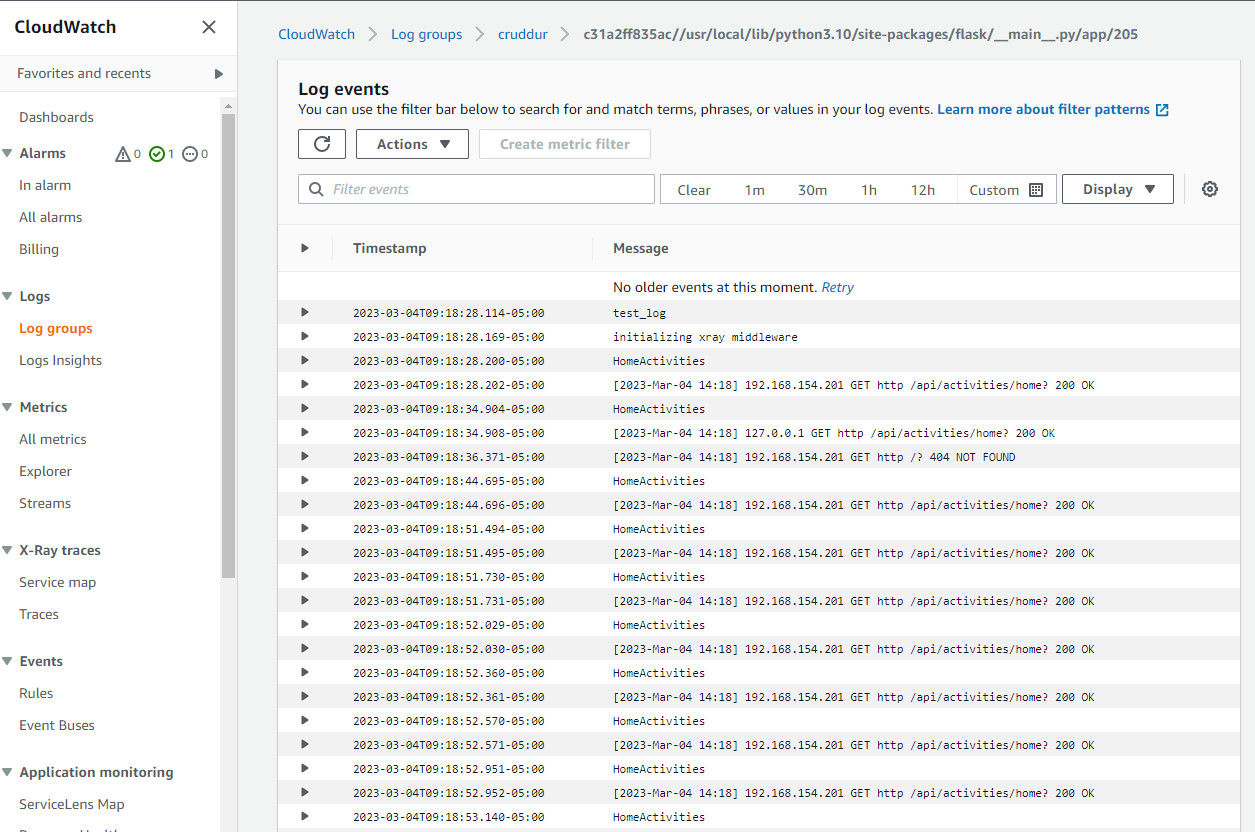 CloudWatch
Favorites and recents
Dashboards
Alarms 0 1 0
In alarm
All alarms
Billing
Logs
Log groups
Logs Insights
Metrics
All metrics
Explorer
Streams
X-Ray traces
Service map
Traces
Events
Rules
Event Buses
Application monitoring
ServiceLens Map
CloudWatch > Log groups > cruddur > c31a2ff835ac//usr/local/lib/python3.10/site-packages/flask/__main__.py/app/205
Log events
You can use the filter bar below to search for and match terms, phrases, or values in your log events. Learn more about filter patterns
Actions Create metric filter
Filter events Clear 1m 30m 1h 12h Custom Display
Timestamp Message
No older events at this moment. Retry
2023-03-04T09:18:28.114-05:00 test_log
2023-03-04T09:18:28.169-05:00 initializing xray middleware
2023-03-04T09:18:28.200-05:00 HomeActivities
2023-03-04T09:18:28.202-05:00 [2023-Mar-04 14:18] 192.168.154.201 GET http /api/activities/home? 200 OK
2023-03-04T09:18:34.904-05:00 HomeActivities
2023-03-04T09:18:34.908-05:00 [2023-Mar-04 14:18] 127.0.0.1 GET http /api/activities/home? 200 OK
2023-03-04T09:18:36.371-05:00 [2023-Mar-04 14:18] 192.168.154.201 GET http /? 404 NOT FOUND
2023-03-04T09:18:44.695-05:00 HomeActivities
2023-03-04T09:18:44.696-05:00 [2023-Mar-04 14:18] 192.168.154.201 GET http /api/activities/home? 200 OK
2023-03-04T09:18:51.494-05:00 HomeActivities
2023-03-04T09:18:51.495-05:00 [2023-Mar-04 14:18] 192.168.154.201 GET http /api/activities/home? 200 OK
2023-03-04T09:18:51.730-05:00 HomeActivities
2023-03-04T09:18:51.731-05:00 [2023-Mar-04 14:18] 192.168.154.201 GET http /api/activities/home? 200 OK
2023-03-04T09:18:52.029-05:00 HomeActivities
2023-03-04T09:18:52.030-05:00 [2023-Mar-04 14:18] 192.168.154.201 GET http /api/activities/home? 200 OK
2023-03-04T09:18:52.360-05:00 HomeActivities
2023-03-04T09:18:52.361-05:00 [2023-Mar-04 14:18] 192.168.154.201 GET http /api/activities/home? 200 OK
2023-03-04T09:18:52.570-05:00 HomeActivities
2023-03-04T09:18:52.571-05:00 [2023-Mar-04 14:18] 192.168.154.201 GET http /api/activities/home? 200 OK
2023-03-04T09:18:52.951-05:00 HomeActivities
2023-03-04T09:18:52.952-05:00 [2023-Mar-04 14:18] 192.168.154.201 GET http /api/activities/home? 200 OK
2023-03-04T09:18:53.140-05:00 HomeActivities